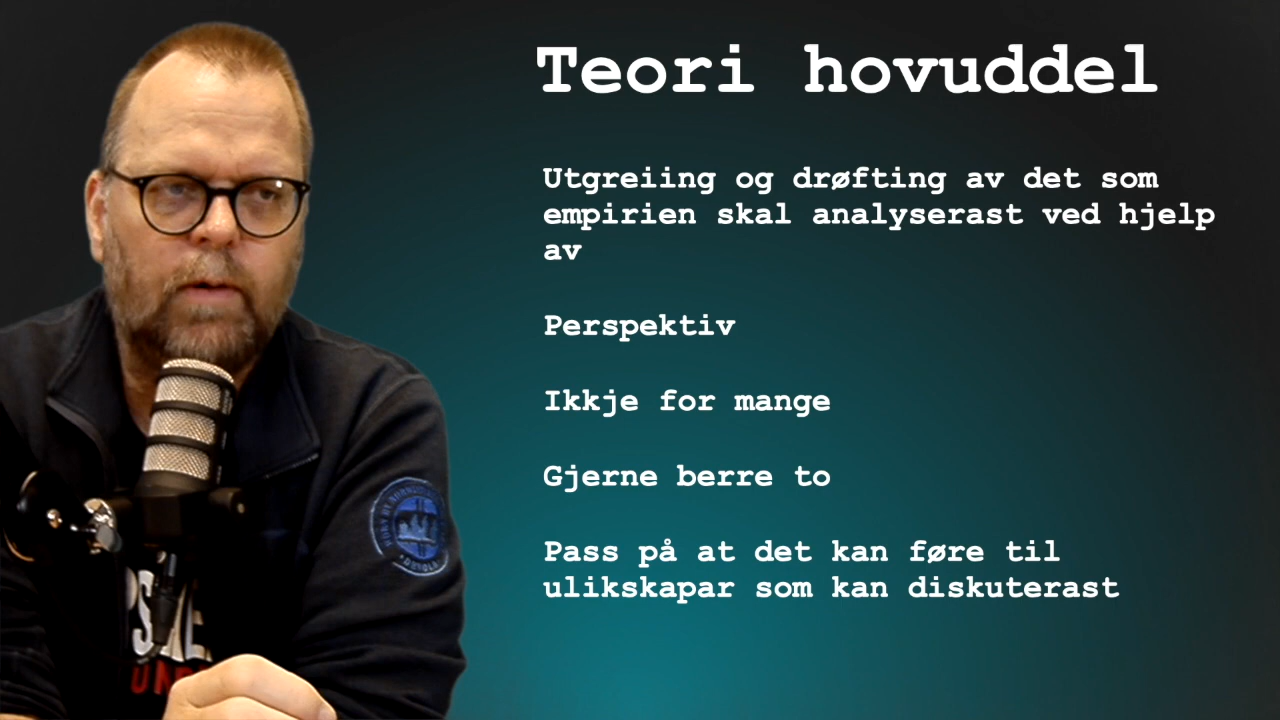 Teori hovuddel
Utgreiing og drøfting av det som
empirien skal analyserast ved hjelp
av
Perspektiv
Ikkje for mange
Gjerne berre to
Pass på at det kan føre til
ulikskapar som kan diskuterast